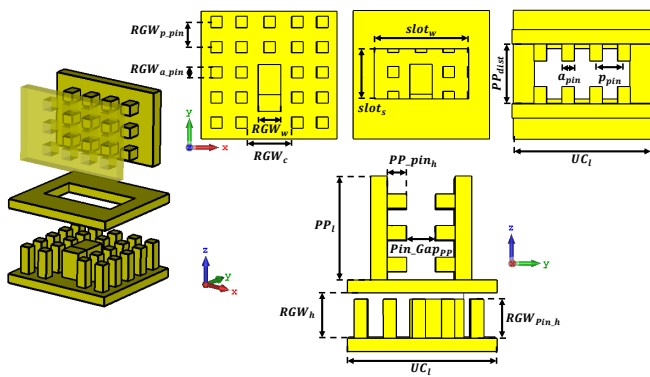 RGW_p_pin
RGW_a_pin
RGW_w
RGW_c
y
x
slot_w
slot_s
PP_dist
a_pin
p_pin
UC_l
PP_pin_h
PP_l
Pin_Gap_PP
z
y
RGW_h
RGW_Pin_h
UC_l
z
y
x